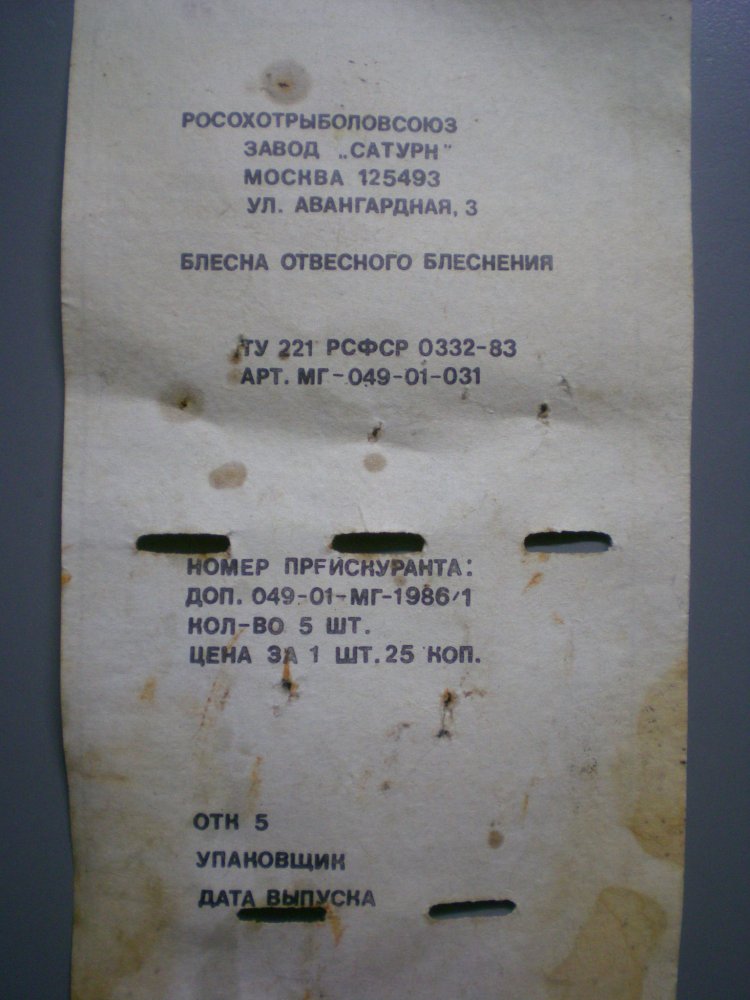 РОСОХОТРЫБОЛОВСОЮЗ
ЗАВОД „САТУРН"
МОСКВА 125493
УЛ. АВАНГАРДНАЯ, 3
БЛЕСНА ОТВЕСНОГО БЛЕСНЕНИЯ
ТУ 221 РСФСР 0332-83
АРТ. МГ-049-01-031
НОМЕР ПРЕЙСКУРАНТА:
ДОП. 049-01-МГ-1986/1
КОЛ-ВО 5 ШТ.
ЦЕНА ЗА 1 ШТ. 25 КОП.
ОТК 5
УПАКОВЩИК
ДАТА ВЫПУСКА